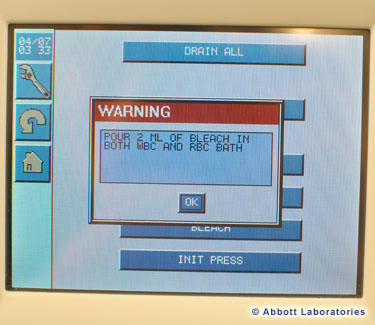 04/07
03 33
DRAIN ALL
WARNING
POUR 2 ML OF BLEACH IN
BOTH WBC AND RBC BATH
OK
BLEACH
INIT PRESS
© Abbott Laboratories